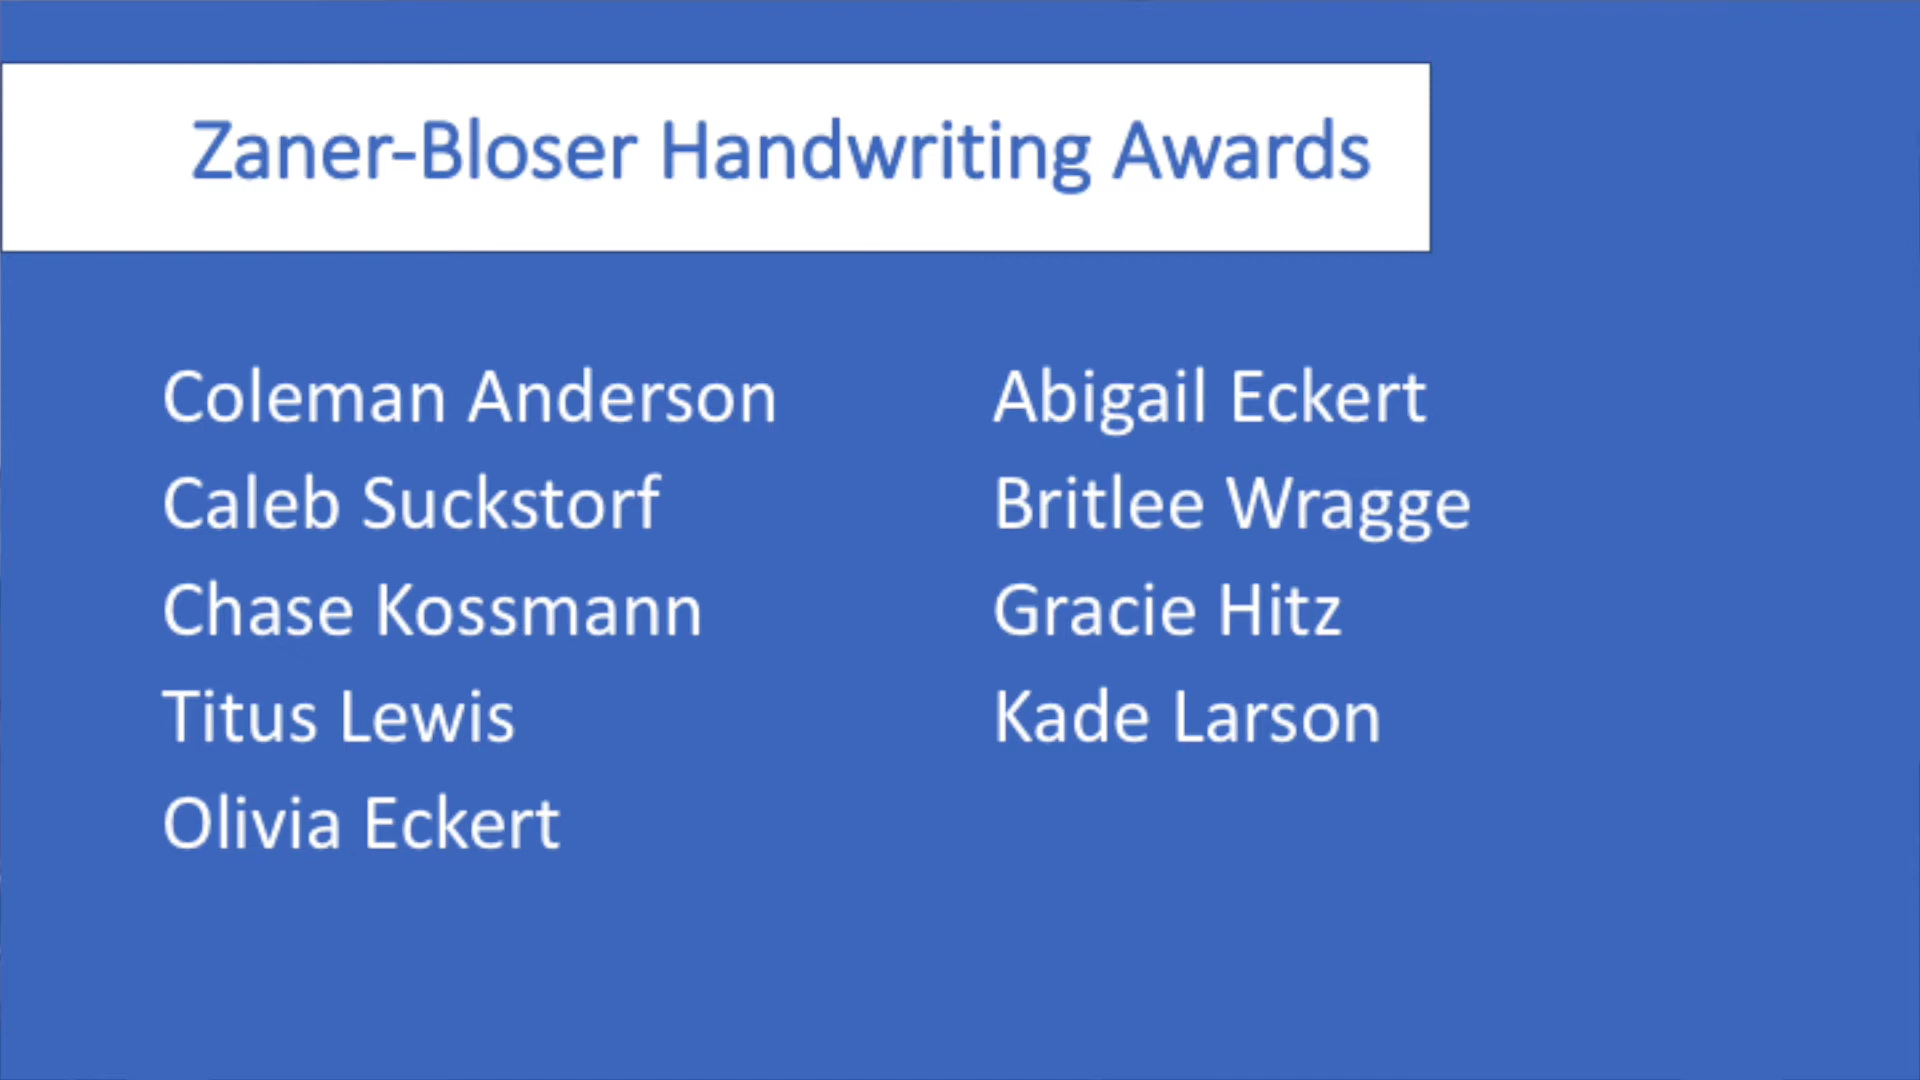 Zaner-Bloser Handwriting Awards
Coleman Anderson
Caleb Suckstorf
Chase Kossmann
Titus Lewis
Olivia Eckert
Abigail Eckert
Britlee Wragge
Gracie Hitz
Kade Larson